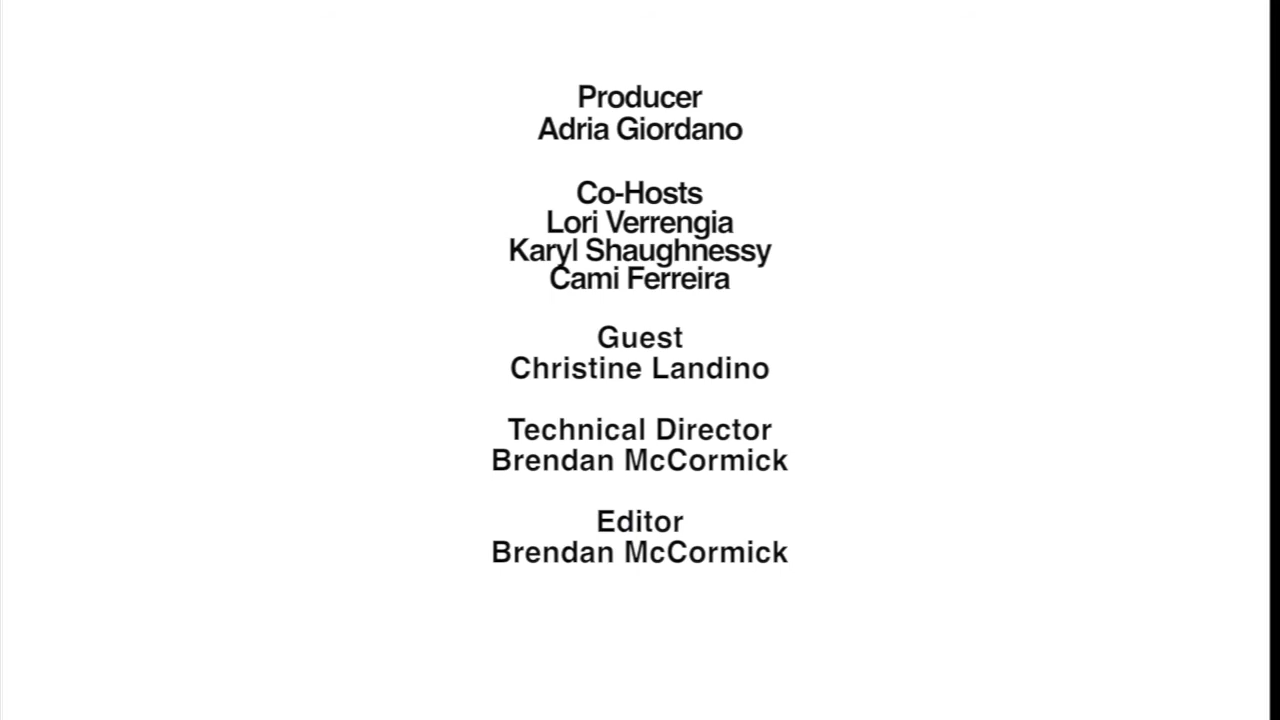 Producer
Adria Giordano
Co-Hosts
Lori Verrengia
Karyl Shaughnessy
Cami Ferreira
Guest
Christine Landino
Technical Director
Brendan McCormick
Editor
Brendan McCormick